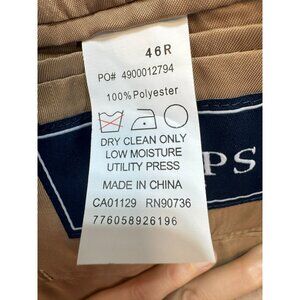 46R
PO# 4900012794
100% Polyester
DRY CLEAN ONLY
LOW MOISTURE
UTILITY PRESS
MADE IN CHINA
CA01129 RN90736
776058926196
PS